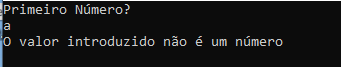 Primeiro Número?
a
O valor introduzido não é um número